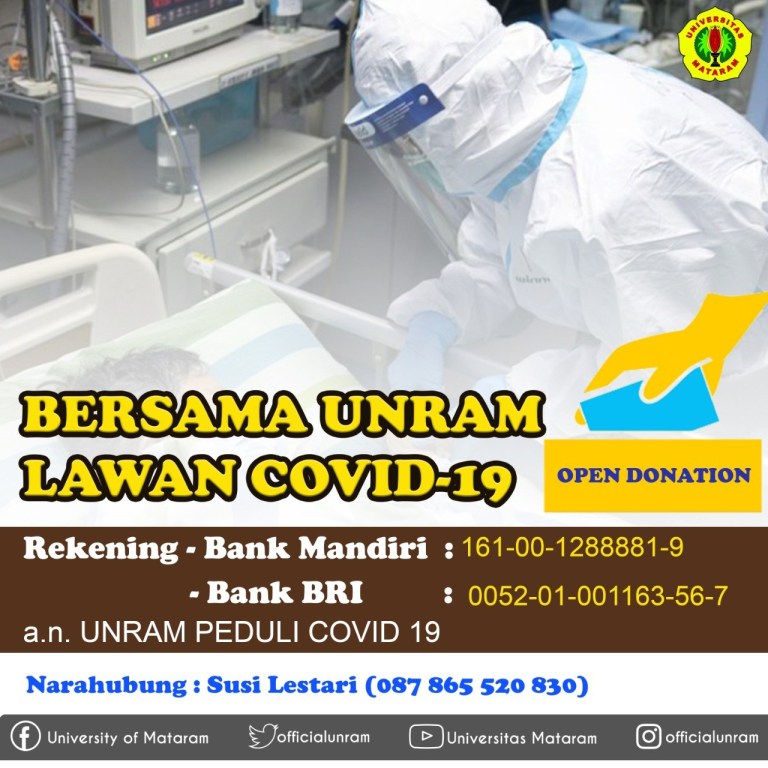 UNIVERSITAS
MATARAM
BERSAMA UNRAM
LAWAN COVID-19
OPEN DONATION
Rekening - Bank Mandiri : 161-00-1288881-9
- Bank BRI : 0052-01-001163-56-7
a.n. UNRAM PEDULI COVID 19
Narahubung : Susi Lestari (087 865 520 830)
University of Mataram officialunram Universitas Mataram officialunram